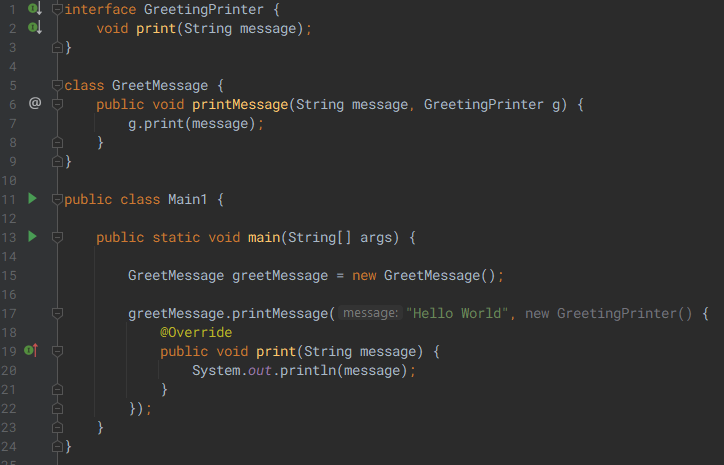 1 interface GreetingPrinter {
2     void print(String message);
3 }
4
5 class GreetMessage {
6 @     public void printMessage(String message, GreetingPrinter g) {
7         g.print(message);
8     }
9 }
10
11 public class Main1 {
12
13     public static void main(String[] args) {
14
15         GreetMessage greetMessage = new GreetMessage();
16
17         greetMessage.printMessage( message: "Hello World", new GreetingPrinter() {
18             @Override
19             public void print(String message) {
20                 System.out.println(message);
21             }
22         });
23     }
24 }